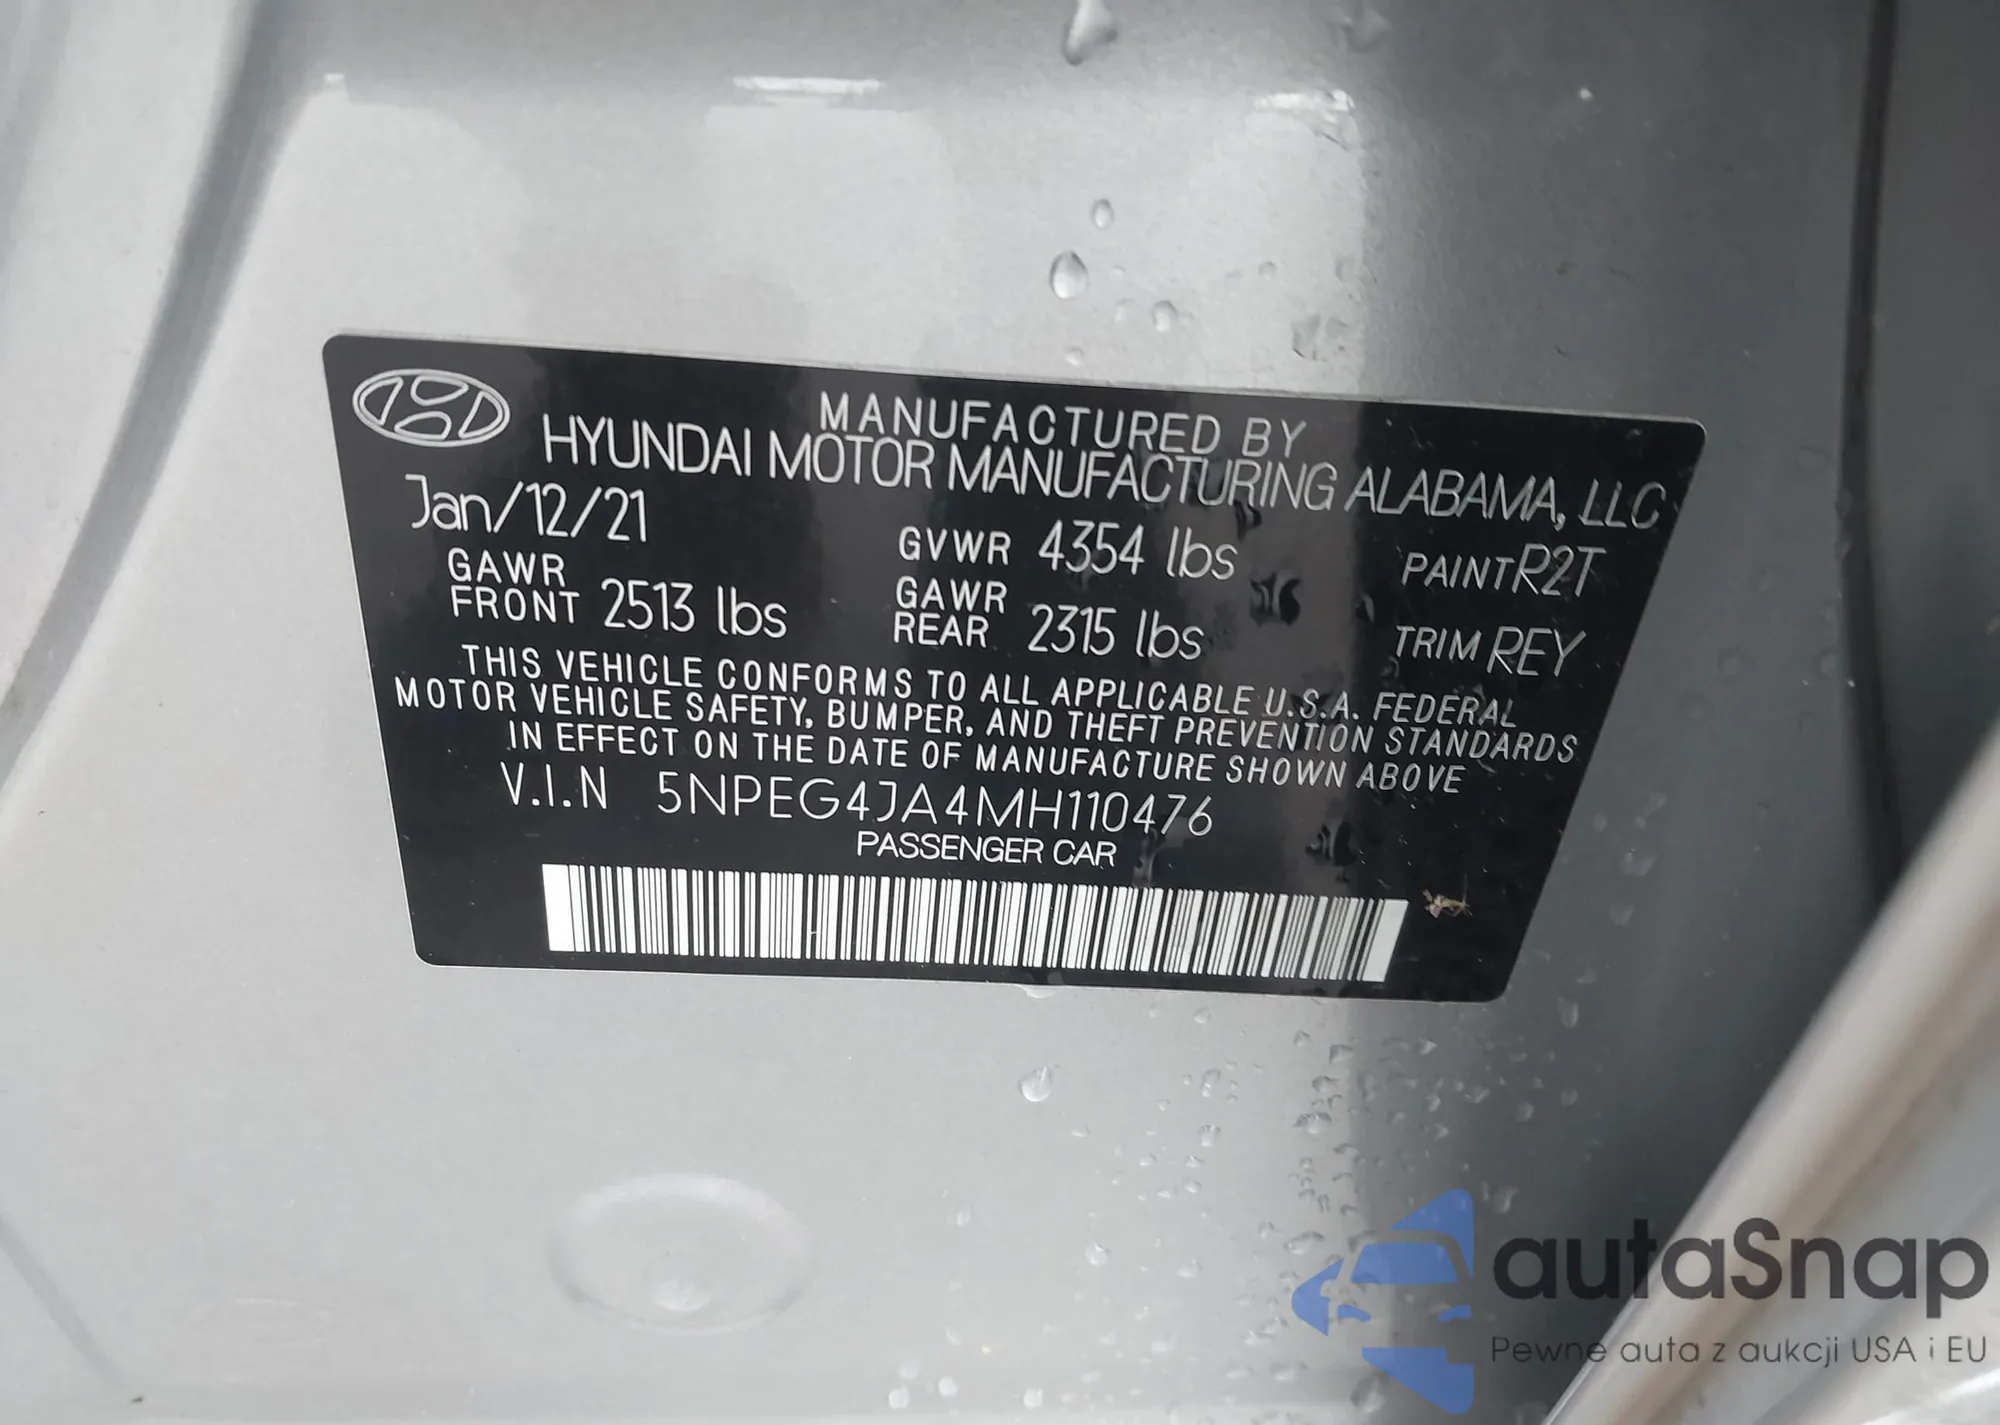 MANUFACTURED BY
HYUNDAI MOTOR MANUFACTURING ALABAMA, LLC
Jan/12/21
GVWR 4354 lbs
PAINT R2T
GAWR
FRONT 2513 lbs
GAWR
REAR 2315 lbs
TRIM REY
THIS VEHICLE CONFORMS TO ALL APPLICABLE U.S.A. FEDERAL
MOTOR VEHICLE SAFETY, BUMPER, AND THEFT PREVENTION STANDARDS
IN EFFECT ON THE DATE OF MANUFACTURE SHOWN ABOVE
V.I.N 5NPEG4JA4MH110476
PASSENGER CAR
autaSnap
Pewne auta z aukcji USA i EU